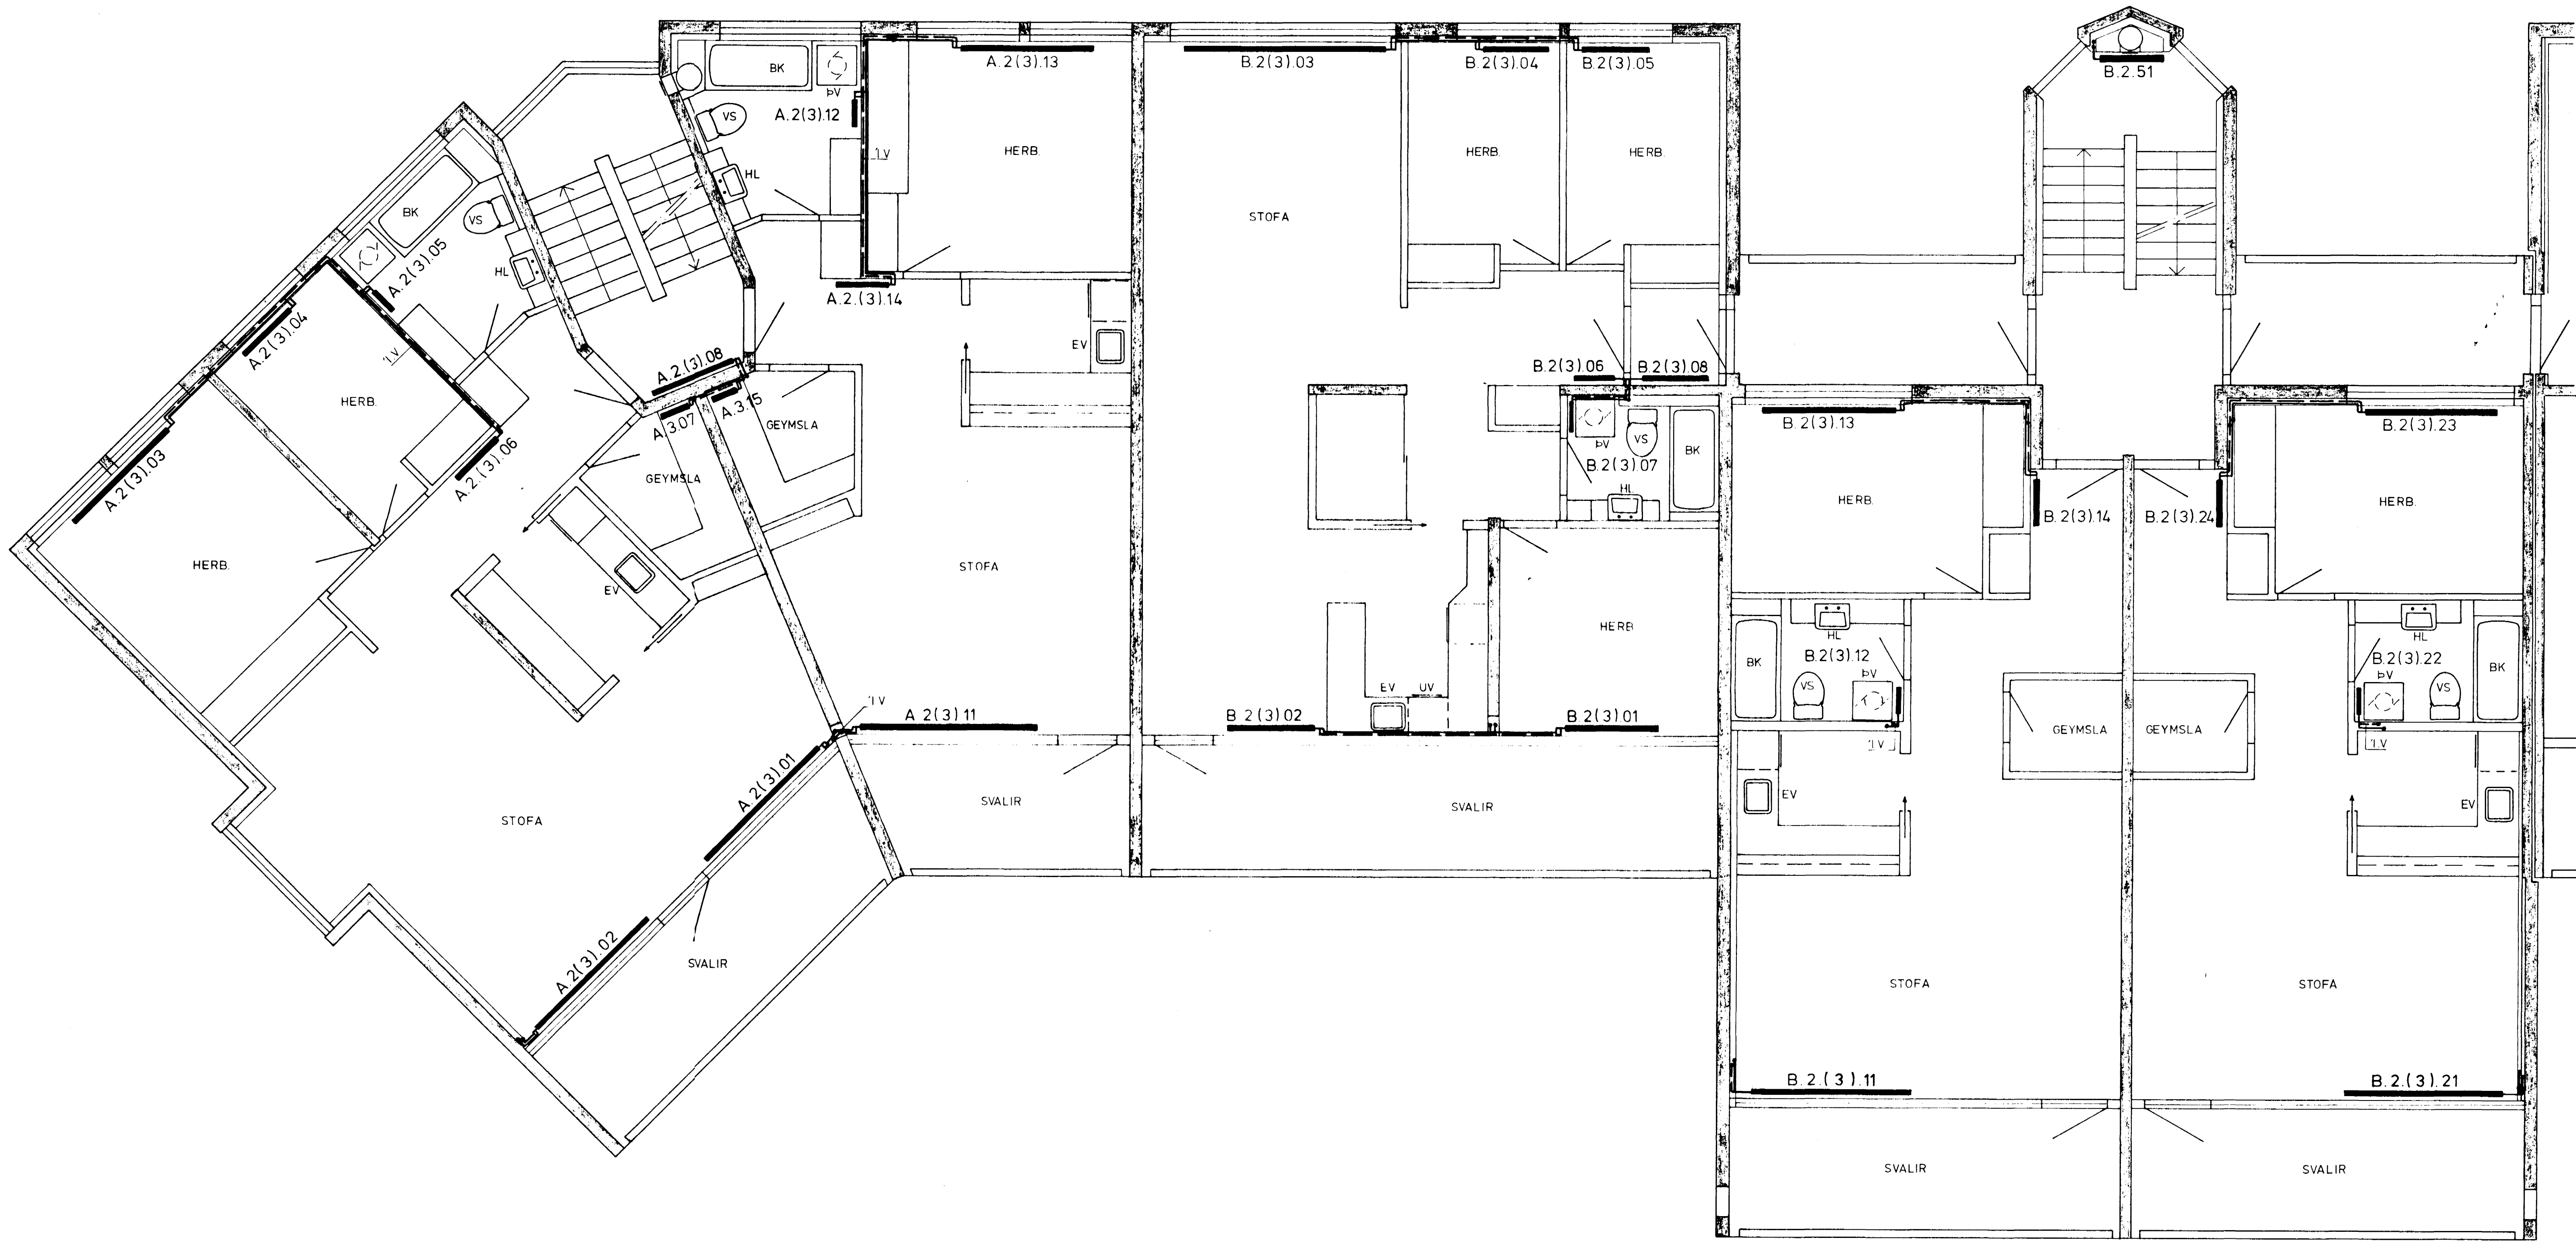 BK
ÞV
VS
A.2(3).12
HL
A.2(3).13
'LV
HERB.
A.2.(3).14
EV
BK
VS
HL
A.2(3).05
A.2(3).04
'LV
HERB.
A.2(3).03
A.2.(3).06
HERB.
A.2.(3).08
A.3.07
A.3.15
GEYMSLA
GEYMSLA
EV
STOFA
'LV
A.2(3)11
A.2(3).01
STOFA
A.2(3).02
SVALIR
SVALIR
B.2(3).03
B.2(3).04
B.2(3).05
HERB.
HERB.
STOFA
B.2(3).06
B.2(3).08
ÞV
VS
BK
B.2(3).07
HL
HERB
EV
UV
B.2(3)02
B.2(3)01
SVALIR
B.2.51
B.2(3).13
B.2(3).23
HERB.
HERB.
B.2(3).14
B.2(3).24
HL
BK
B.2(3).12
VS
ÞV
'LV
EV
HL
B.2(3).22
ÞV
VS
BK
'LV
EV
GEYMSLA
GEYMSLA
STOFA
STOFA
B.2.(3).11
B.2.(3).21
SVALIR
SVALIR